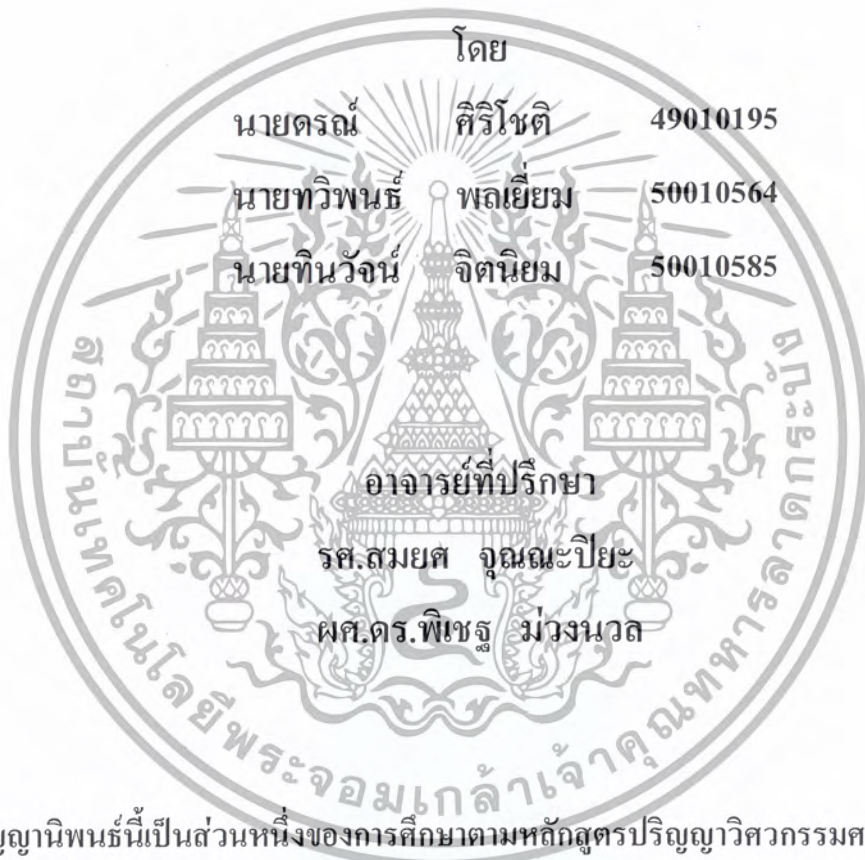 โดย
นายดรณ์ ศิริโชติ 49010195
นายทวิพนธ์ พลเยี่ยม 50010564
นายทินวัจน์ จิตนิยม 50010585
อาจารย์ที่ปรึกษา
รศ.สมยศ จุณณะปิยะ
ผศ.ดร.พิเชฐ ม่วงนวล
สถาบันเทคโนโลยีพระจอมเกล้าเจ้าคุณทหารลาดกระบัง
ญญานิพนธ์นี้เป็นส่วนหนึ่งของการศึกษาตามหลักสูตรปริญญาวิศวกรรมศ